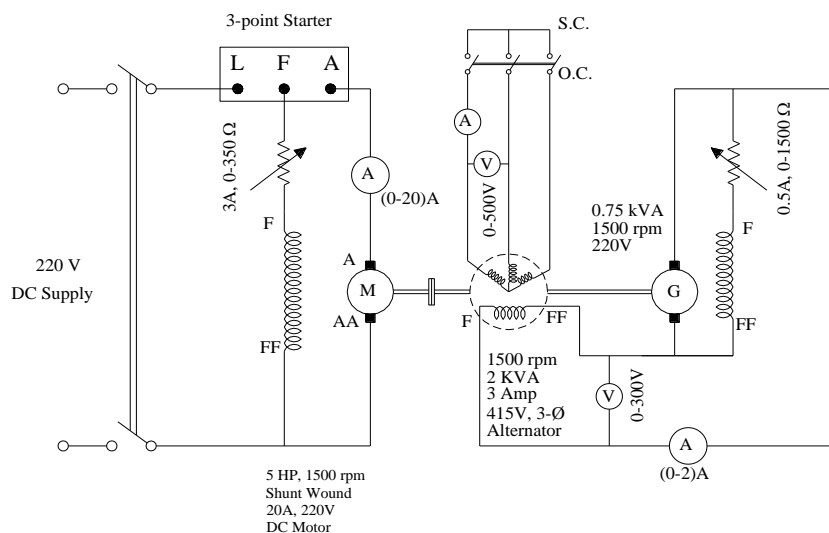 3-point Starter
L F A
S.C.
O.C.
3A, 0-350 Ω
A
(0-20)A
A
V
0-500V
0.75 kVA
1500 rpm
220V
0.5A, 0-1500 Ω
F
F
220 V
DC Supply
A
M
AA
FF
F
FF
G
FF
1500 rpm
2 KVA
3 Amp
415V, 3-Ø
Alternator
V
0-300V
A
(0-2)A
5 HP, 1500 rpm
Shunt Wound
20A, 220V
DC Motor